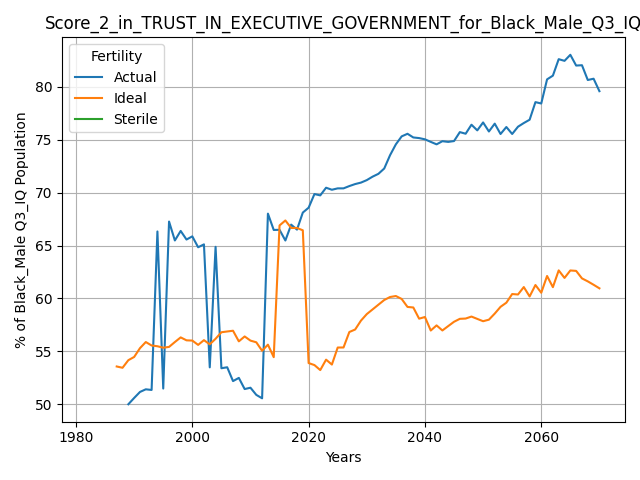 Score_2_in_TRUST_IN_EXECUTIVE_GOVERNMENT_for_Black_Male_Q3_IQ
Fertility
Actual
Ideal
Sterile
% of Black_Male Q3_IQ Population
80
75
70
65
60
55
50
1980 2000 2020 2040 2060
Years